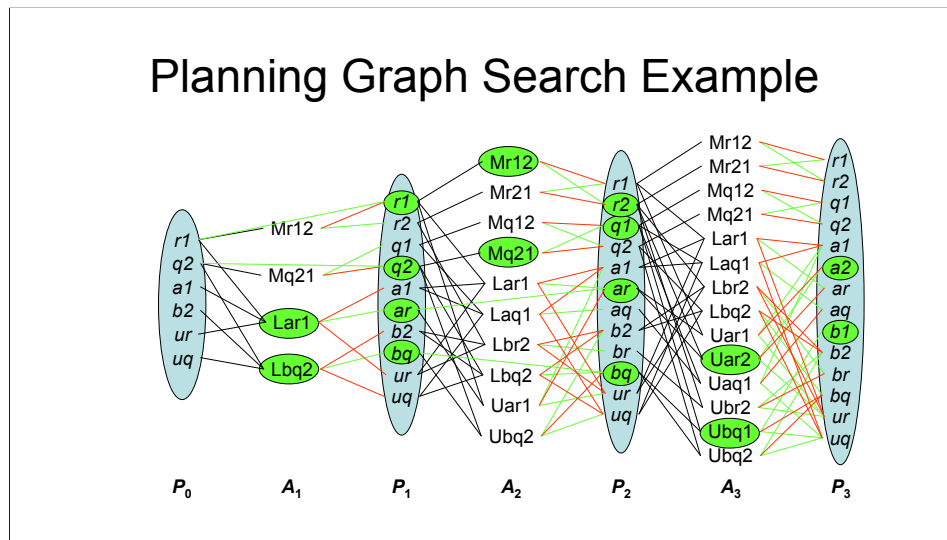 Planning Graph Search Example
r1
q2
a1
b2
ur
uq
Mr12
Mq21
Lar1
Lbq2
r1
r2
q1
q2
a1
ar
b2
bq
ur
uq
Mr12
Mr21
Mq12
Mq21
Lar1
Laq1
Lbr2
Lbq2
Uar1
Ubq2
r1
r2
q1
q2
a1
ar
aq
b2
br
bq
ur
uq
Mr12
Mr21
Mq12
Mq21
Lar1
Laq1
Lbr2
Lbq2
Uar1
Uar2
Uaq1
Ubr2
Ubq1
Ubq2
r1
r2
q1
q2
a1
a2
ar
aq
b1
b2
br
bq
ur
uq
P0 A1 P1 A2 P2 A3 P3